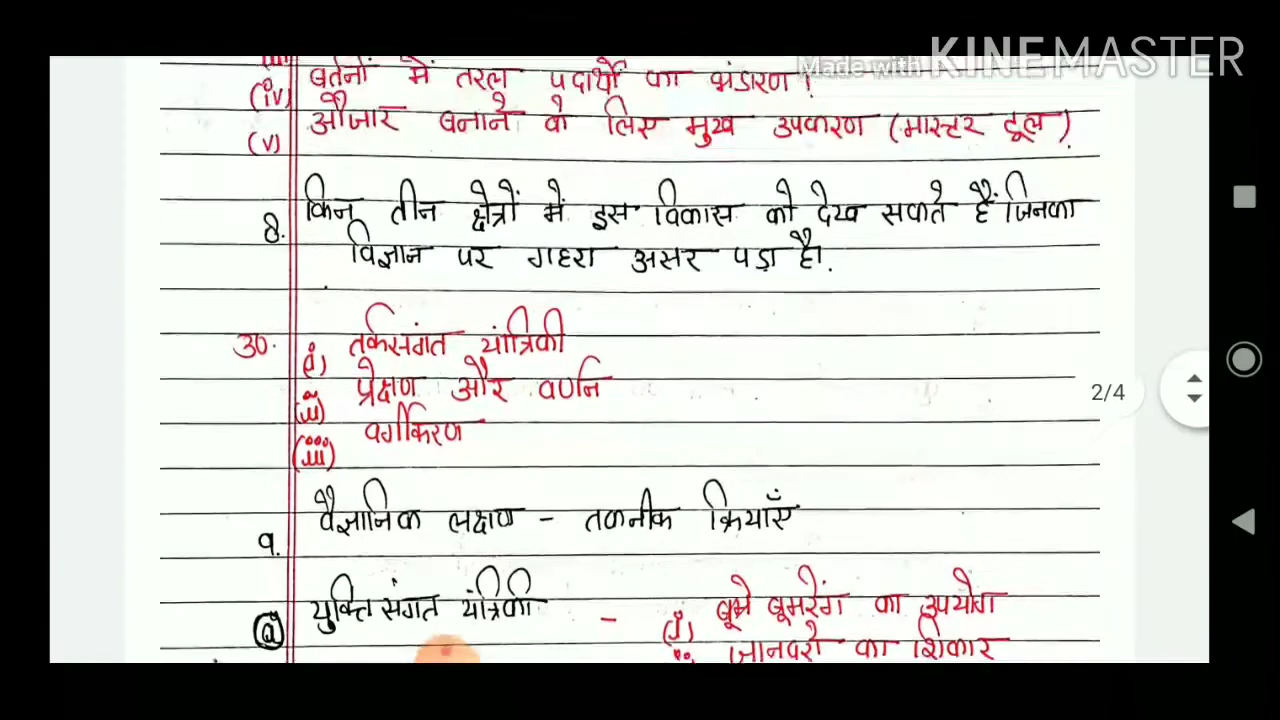 Made with KINEMASTER
(iii)
(iv) बर्तनों में तरल पदार्थों का भंडारण।
(v) औजार बनाने के लिए मुख्य उपकरण (मास्टर टूल)
8. किन तीन क्षेत्रों में इस विकास को देख सकते हैं जिनका
विज्ञान पर गहरा असर पड़ा है।
उ०.
(i) तर्कसंगत यांत्रिकी
(ii) प्रेक्षण और वर्णन
(iii) वर्गीकरण
2/4
9. वैज्ञानिक लक्षण - तकनीक क्रियाएँ
(i) युक्तिसंगत यंत्रिकी - (i) बूमरेंग का उपयोग
जानवरों का शिकार